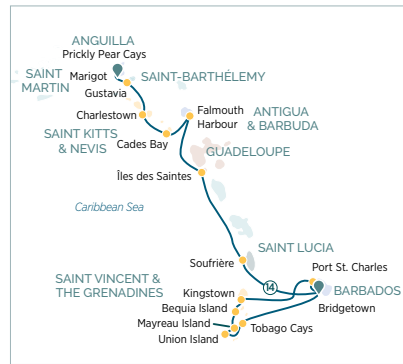 ANGUILLA
Prickly Pear Cays
SAINT
MARTIN
Marigot
SAINT-BARTHÉLEMY
Gustavia
Charlestown
Falmouth
Harbour
ANTIGUA
& BARBUDA
SAINT KITTS
& NEVIS
Cades Bay
GUADELOUPE
Îles des Saintes
Caribbean Sea
SAINT LUCIA
Soufrière
Port St. Charles
14
SAINT VINCENT &
THE GRENADINES
Kingstown
BARBADOS
Bridgetown
Bequia Island
Mayreau Island
Tobago Cays
Union Island